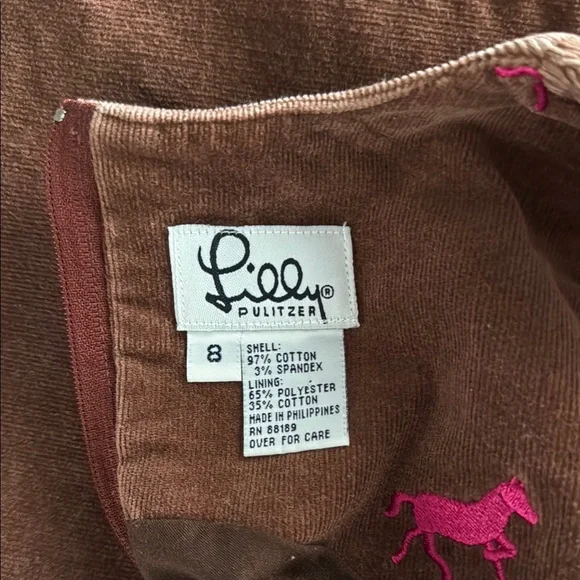 Lilly®
PULITZER
8
SHELL:
97% COTTON
3% SPANDEX
LINING:
65% POLYESTER
35% COTTON
MADE IN PHILIPPINES
RN 88189
OVER FOR CARE